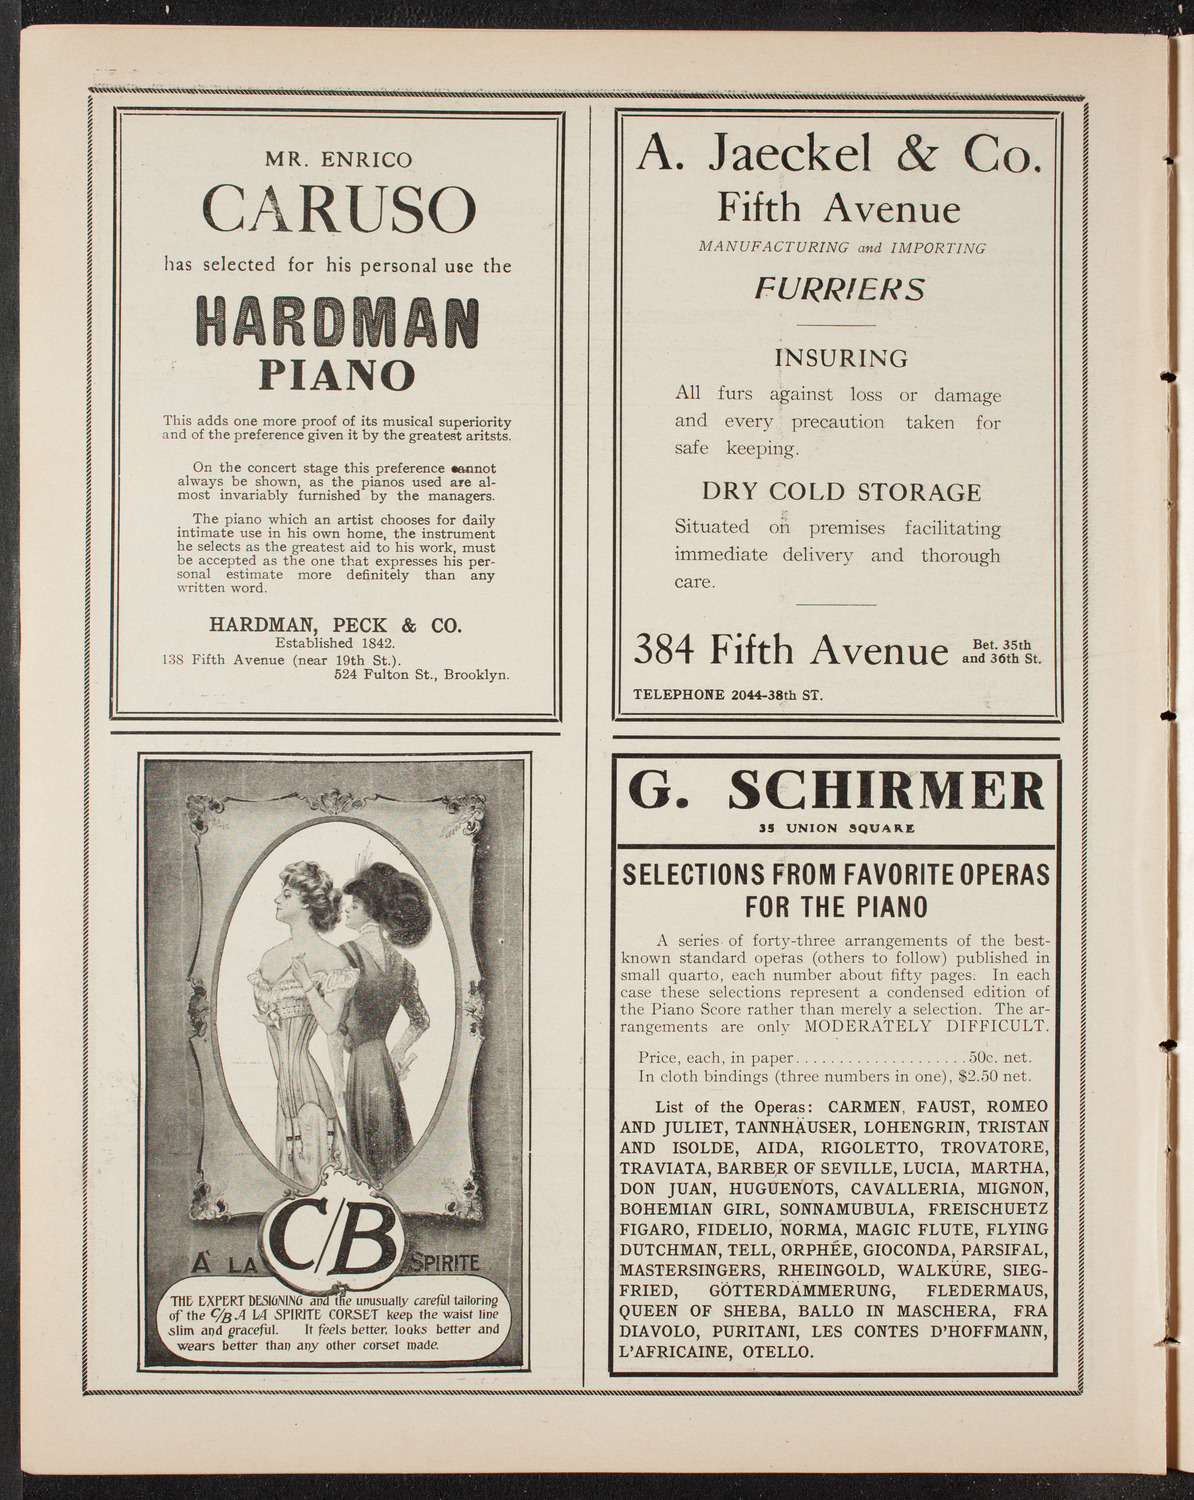 MR. ENRICO
CARUSO
has selected for his personal use the
HARDMAN
PIANO
This adds one more proof of its musical superiority
and of the preference given it by the greatest aritsts.
On the concert stage this preference cannot
always be shown, as the pianos used are al-
most invariably furnished by the managers.
The piano which an artist chooses for daily
intimate use in his own home, the instrument
he selects as the greatest aid to his work, must
be accepted as the one that expresses his per-
sonal estimate more definitely than any
written word.
HARDMAN, PECK & CO.
Established 1842.
138 Fifth Avenue (near 19th St.).
524 Fulton St., Brooklyn.
A. Jaeckel & Co.
Fifth Avenue
MANUFACTURING and IMPORTING
FURRIERS
INSURING
All furs against loss or damage
and every precaution taken for
safe keeping.
DRY COLD STORAGE
Situated on premises facilitating
immediate delivery and thorough
care.
384 Fifth Avenue Bet. 35th
and 36th St.
TELEPHONE 2044-38th ST.
C/B
À LA SPIRITE
THE EXPERT DESIGNING and the unusually careful tailoring
of the C/B A LA SPIRITE CORSET keep the waist line
slim and graceful. It feels better, looks better and
wears better than any other corset made.
G. SCHIRMER
35 UNION SQUARE
SELECTIONS FROM FAVORITE OPERAS
FOR THE PIANO
A series of forty-three arrangements of the best-
known standard operas (others to follow) published in
small quarto, each number about fifty pages. In each
case these selections represent a condensed edition of
the Piano Score rather than merely a selection. The ar-
rangements are only MODERATELY DIFFICULT.
Price, each, in paper....................50c. net.
In cloth bindings (three numbers in one), $2.50 net.
List of the Operas: CARMEN, FAUST, ROMEO
AND JULIET, TANNHÄUSER, LOHENGRIN, TRISTAN
AND ISOLDE, AIDA, RIGOLETTO, TROVATORE,
TRAVIATA, BARBER OF SEVILLE, LUCIA, MARTHA,
DON JUAN, HUGUENOTS, CAVALLERIA, MIGNON,
BOHEMIAN GIRL, SONNAMUBULA, FREISCHUETZ
FIGARO, FIDELIO, NORMA, MAGIC FLUTE, FLYING
DUTCHMAN, TELL, ORPHÉE, GIOCONDA, PARSIFAL,
MASTERSINGERS, RHEINGOLD, WALKÜRE, SIEG-
FRIED, GÖTTERDÄMMERUNG, FLEDERMAUS,
QUEEN OF SHEBA, BALLO IN MASCHERA, FRA
DIAVOLO, PURITANI, LES CONTES D'HOFFMANN,
L'AFRICAINE, OTELLO.